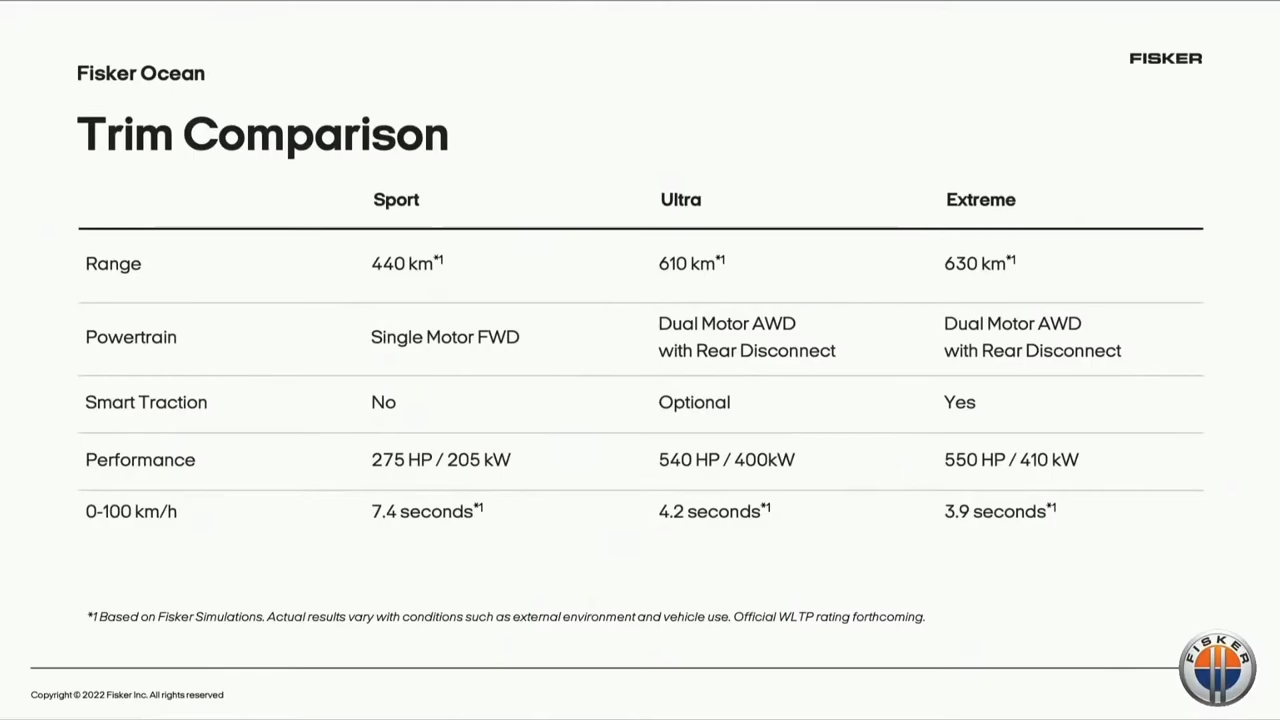 Fisker Ocean
FISKER
Trim Comparison
Sport Ultra Extreme
Range 440 km*1 610 km*1 630 km*1
Powertrain Single Motor FWD Dual Motor AWD with Rear Disconnect Dual Motor AWD with Rear Disconnect
Smart Traction No Optional Yes
Performance 275 HP / 205 kW 540 HP / 400kW 550 HP / 410 kW
0-100 km/h 7.4 seconds*1 4.2 seconds*1 3.9 seconds*1
*1 Based on Fisker Simulations. Actual results vary with conditions such as external environment and vehicle use. Official WLTP rating forthcoming.
FISKER
Copyright © 2022 Fisker Inc. All rights reserved